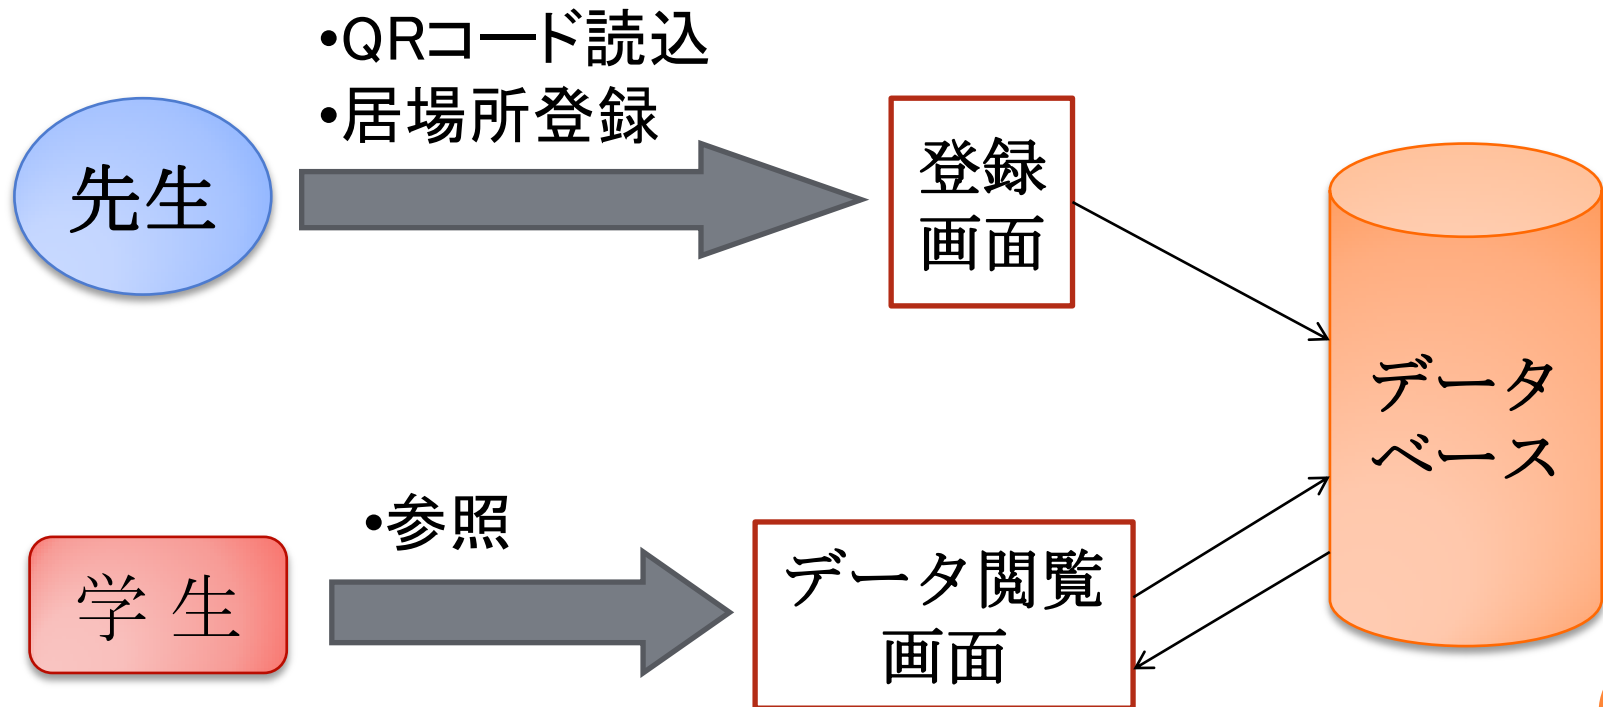 •QRコード読込
•居場所登録
先生
登録
画面
データ
ベース
•参照
学生
データ閲覧
画面